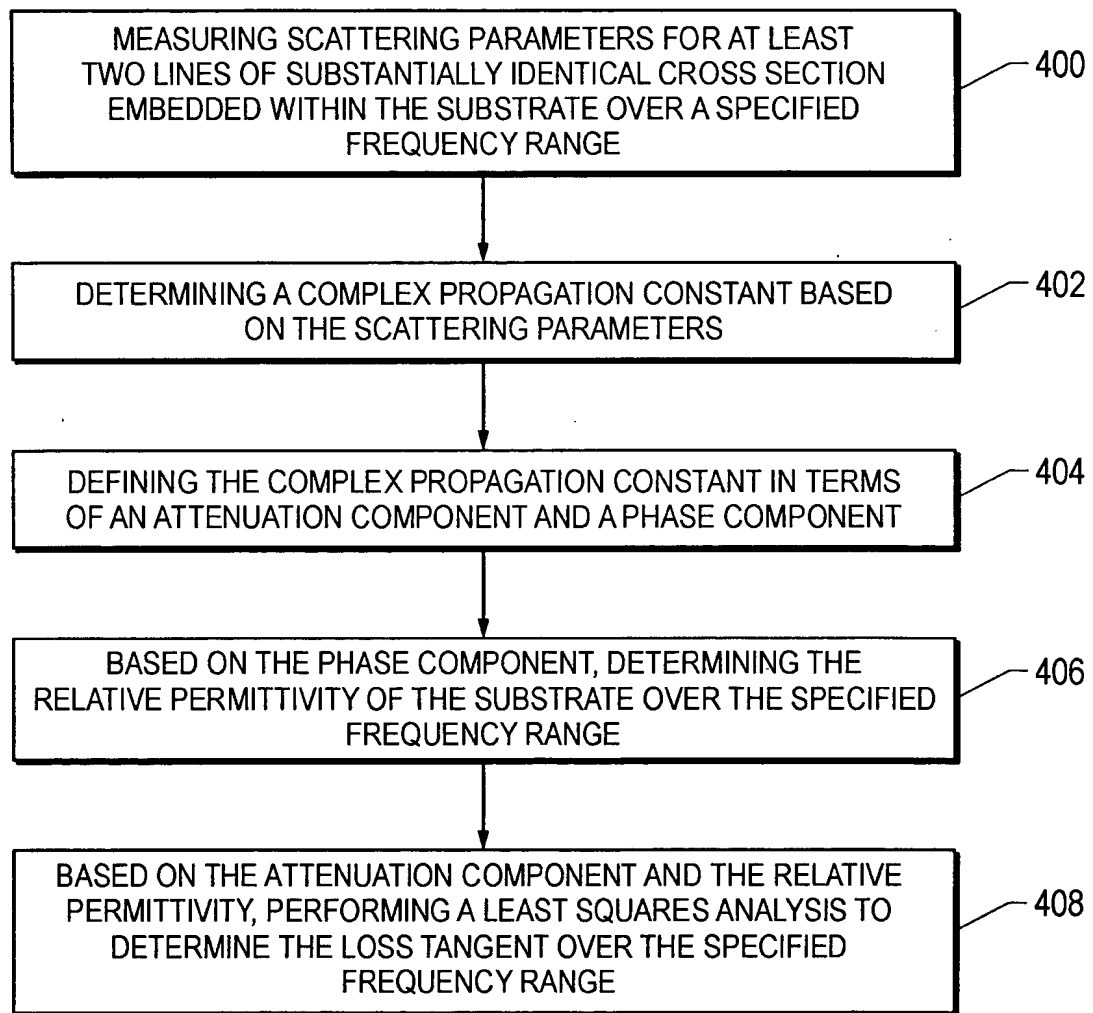 MEASURING SCATTERING PARAMETERS FOR AT LEAST
TWO LINES OF SUBSTANTIALLY IDENTICAL CROSS SECTION
EMBEDDED WITHIN THE SUBSTRATE OVER A SPECIFIED
FREQUENCY RANGE
400
DETERMINING A COMPLEX PROPAGATION CONSTANT BASED
ON THE SCATTERING PARAMETERS
402
DEFINING THE COMPLEX PROPAGATION CONSTANT IN TERMS
OF AN ATTENUATION COMPONENT AND A PHASE COMPONENT
404
BASED ON THE PHASE COMPONENT, DETERMINING THE
RELATIVE PERMITTIVITY OF THE SUBSTRATE OVER THE SPECIFIED
FREQUENCY RANGE
406
BASED ON THE ATTENUATION COMPONENT AND THE RELATIVE
PERMITTIVITY, PERFORMING A LEAST SQUARES ANALYSIS TO
DETERMINE THE LOSS TANGENT OVER THE SPECIFIED
FREQUENCY RANGE
408